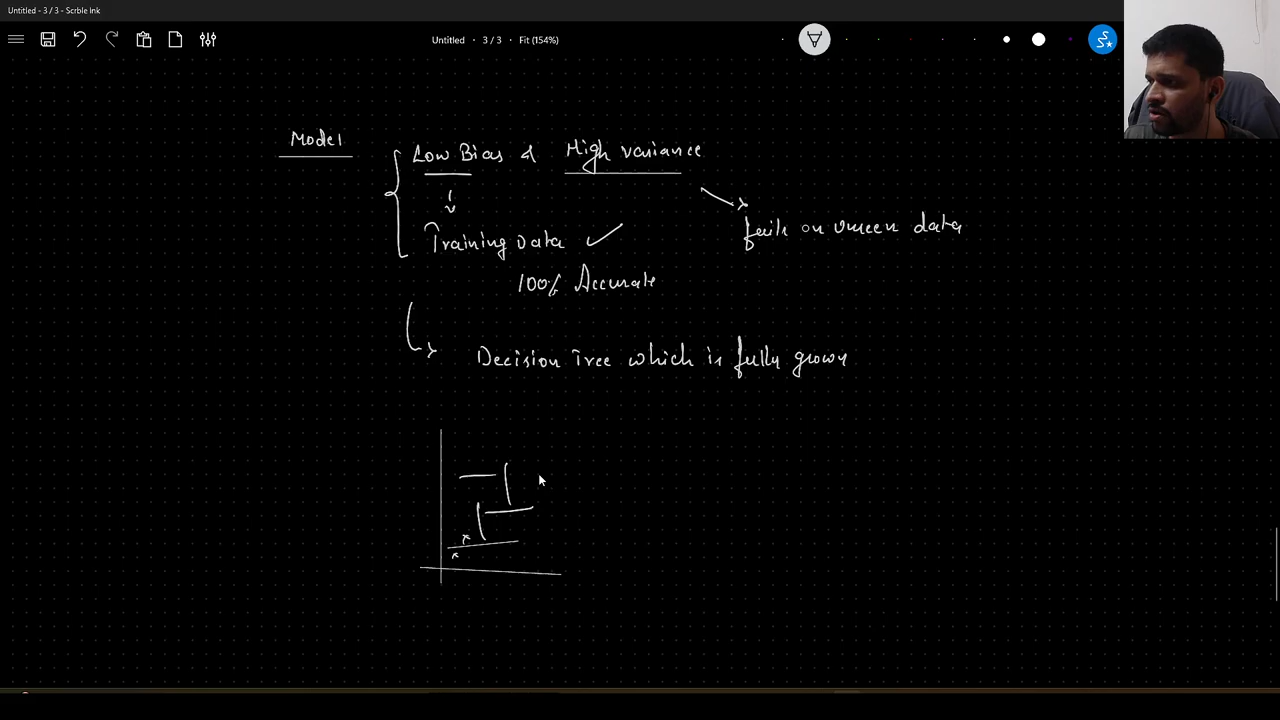 Untitled - 3 / 3 - Scrble Ink
Untitled • 3 / 3 • Fit (154%)
Model
Low Bias & High variance
Training Data
fails on unseen data
100% Accurate
Decision Tree which is fully grown